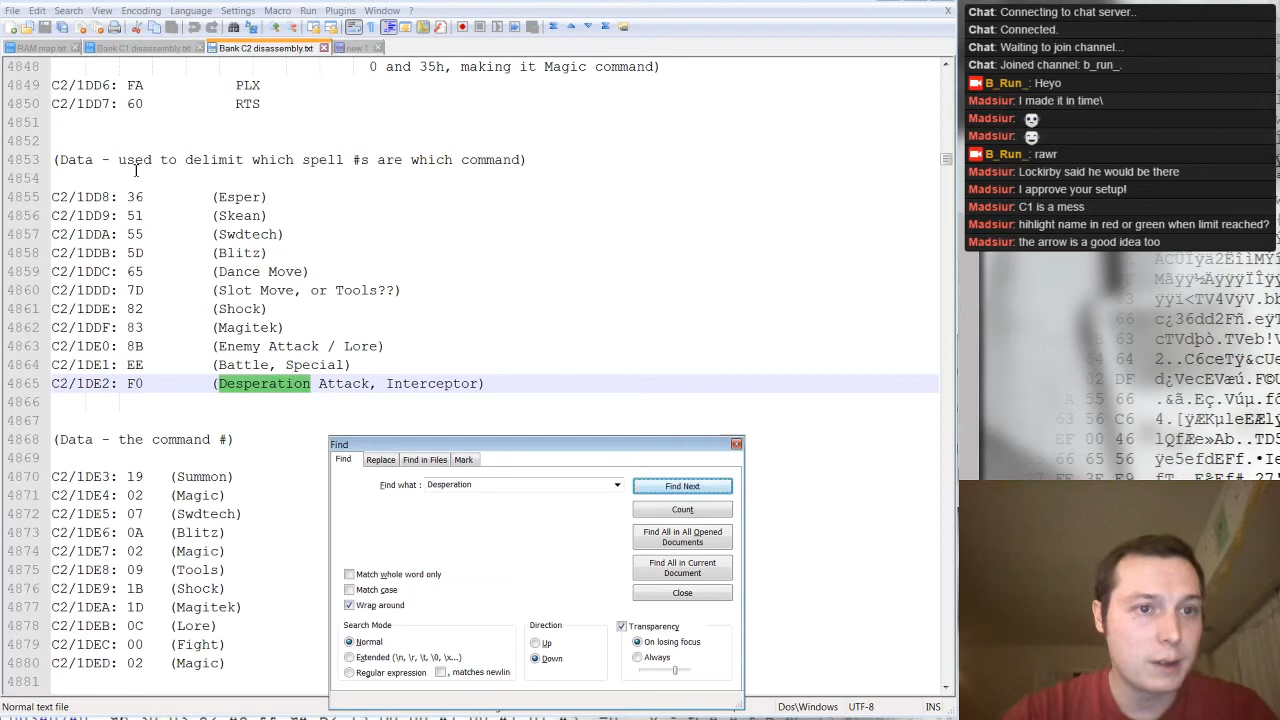 File Edit Search View Encoding Language Settings Macro Run Plugins Window ? X
RAM map.txt Bank C1 disassembly.txt Bank C2 disassembly.txt new 1
4848 0 and 35h, making it Magic command)
4849 C2/1DD6: FA PLX
4850 C2/1DD7: 60 RTS
4851
4852
4853 (Data - used to delimit which spell #s are which command)
4854
4855 C2/1DD8: 36 (Esper)
4856 C2/1DD9: 51 (Skean)
4857 C2/1DDA: 55 (Swdtech)
4858 C2/1DDB: 5D (Blitz)
4859 C2/1DDC: 65 (Dance Move)
4860 C2/1DDD: 7D (Slot Move, or Tools??)
4861 C2/1DDE: 82 (Shock)
4862 C2/1DDF: 83 (Magitek)
4863 C2/1DE0: 8B (Enemy Attack / Lore)
4864 C2/1DE1: EE (Battle, Special)
4865 C2/1DE2: F0 (Desperation Attack, Interceptor)
4866
4867
4868 (Data - the command #)
4869
4870 C2/1DE3: 19 (Summon)
4871 C2/1DE4: 02 (Magic)
4872 C2/1DE5: 07 (Swdtech)
4873 C2/1DE6: 0A (Blitz)
4874 C2/1DE7: 02 (Magic)
4875 C2/1DE8: 09 (Tools)
4876 C2/1DE9: 1B (Shock)
4877 C2/1DEA: 1D (Magitek)
4878 C2/1DEB: 0C (Lore)
4879 C2/1DEC: 00 (Fight)
4880 C2/1DED: 02 (Magic)
4881
Find
Find Replace Find in Files Mark
Find what : Desperation
Find Next
Count
Find All in All Opened Documents
Find All in Current Document
Close
Match whole word only
Match case
Wrap around
Search Mode
Normal
Extended (\n, \r, \t, \0, \x...)
Regular expression
. matches newlin
Direction
Up
Down
Transparency
On losing focus
Always
Normal text file Dos\Windows UTF-8 INS
Chat: Connecting to chat server..
Chat: Connected.
Chat: Waiting to join channel...
Chat: Joined channel: b_run_.
B_Run_: Heyo
Madsiur: I made it in time\
Madsiur:
Madsiur:
B_Run_: rawr
Madsiur: Lockirby said he would be there
Madsiur: I approve your setup!
Madsiur: C1 is a mess
Madsiur: hihlight name in red or green when limit reached?
Madsiur: the arrow is a good idea too